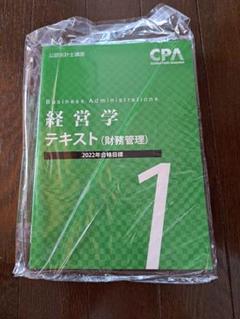 公認会計士講座
CPA
Business Administrations
経営学
テキスト(財務管理)
2022年合格目標
1